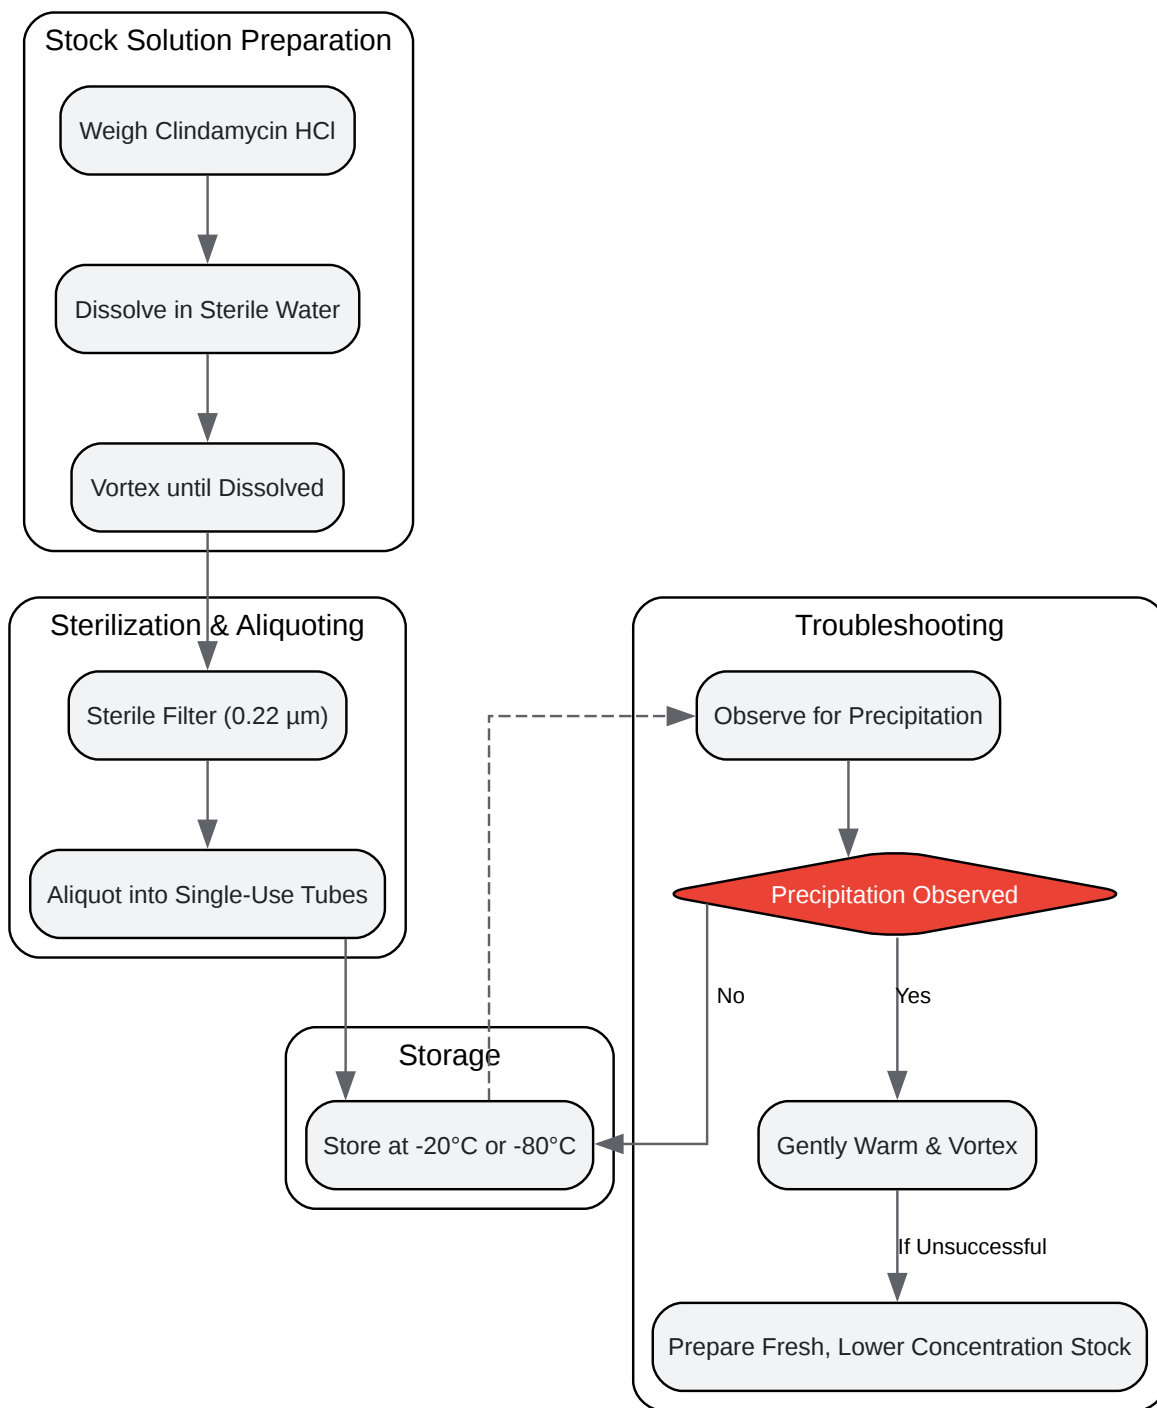 Stock Solution Preparation
Weigh Clindamycin HCl
Dissolve in Sterile Water
Vortex until Dissolved
Sterilization & Aliquoting
Sterile Filter (0.22 µm)
Aliquot into Single-Use Tubes
Storage
Store at -20°C or -80°C
Troubleshooting
Observe for Precipitation
Precipitation Observed
No
Yes
Gently Warm & Vortex
If Unsuccessful
Prepare Fresh, Lower Concentration Stock